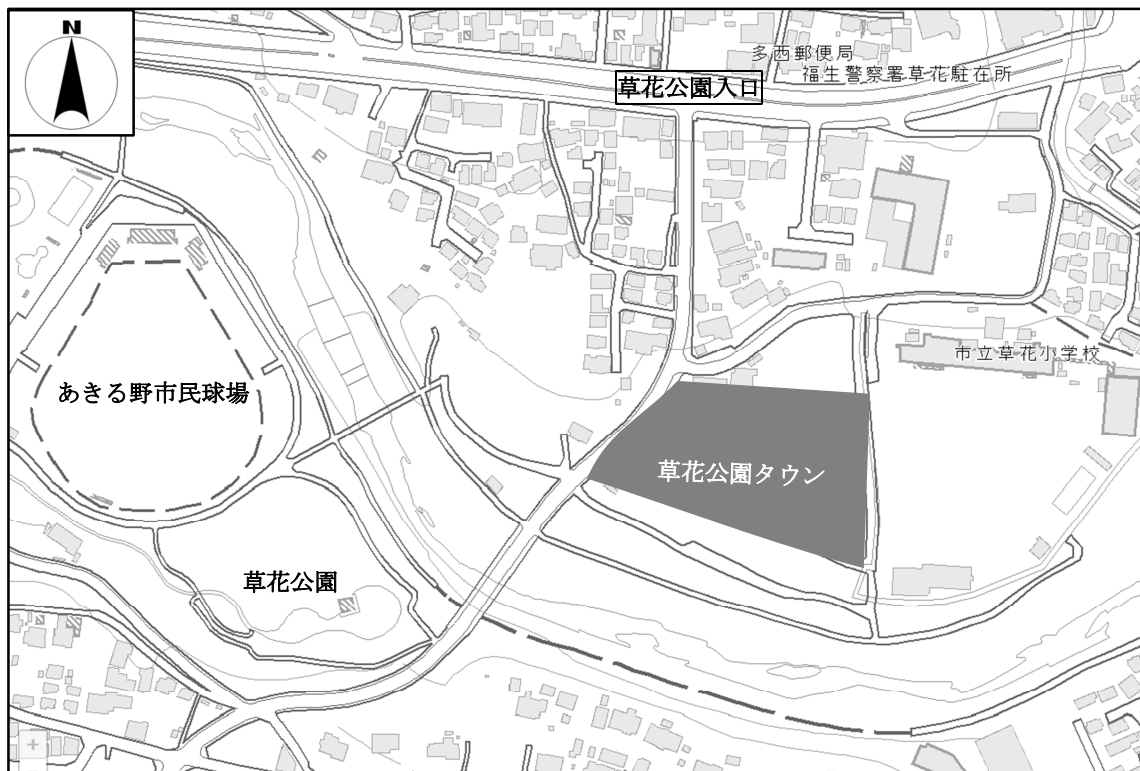 N
多西郵便局
福生警察署草花駐在所
草花公園入口
市立草花小学校
あきる野市民球場
草花公園タウン
草花公園
+